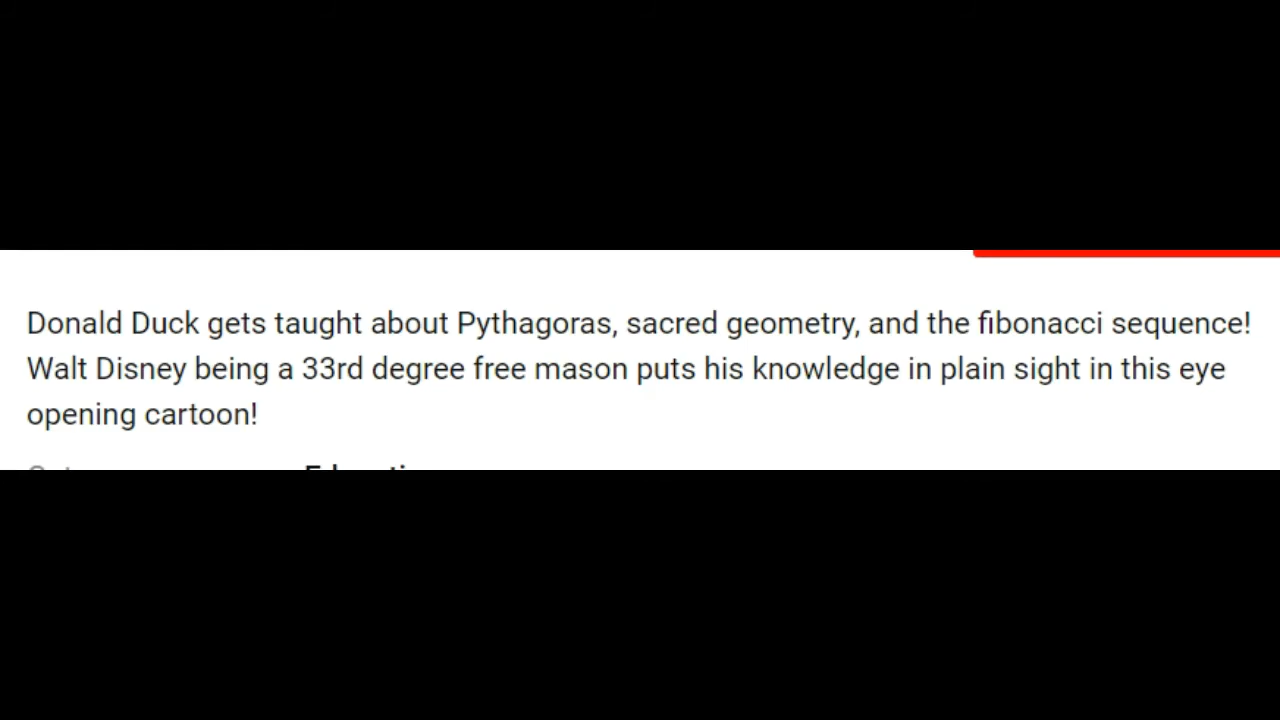 Donald Duck gets taught about Pythagoras, sacred geometry, and the fibonacci sequence!
Walt Disney being a 33rd degree free mason puts his knowledge in plain sight in this eye
opening cartoon!